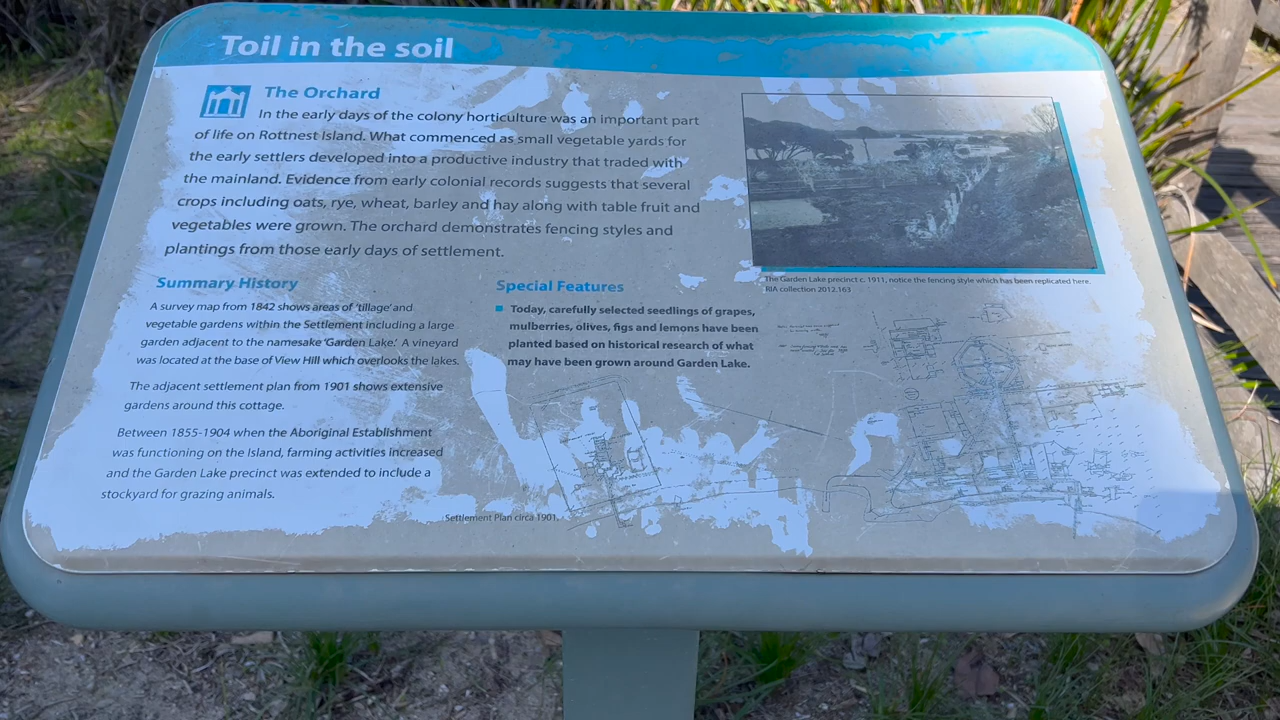 Toil in the soil
The Orchard
In the early days of the colony horticulture was an important part
of life on Rottnest Island. What commenced as small vegetable yards for
the early settlers developed into a productive industry that traded with
the mainland. Evidence from early colonial records suggests that several
crops including oats, rye, wheat, barley and hay along with table fruit and
vegetables were grown. The orchard demonstrates fencing styles and
plantings from those early days of settlement.
The Garden Lake precinct c. 1911, notice the fencing style which has been replicated here.
RIA collection 2012.163
Summary History
A survey map from 1842 shows areas of 'tillage' and
vegetable gardens within the Settlement including a large
garden adjacent to the namesake 'Garden Lake.' A vineyard
was located at the base of View Hill which overlooks the lakes.
The adjacent settlement plan from 1901 shows extensive
gardens around this cottage.
Between 1855-1904 when the Aboriginal Establishment
was functioning on the Island, farming activities increased
and the Garden Lake precinct was extended to include a
stockyard for grazing animals.
Special Features
Today, carefully selected seedlings of grapes,
mulberries, olives, figs and lemons have been
planted based on historical research of what
may have been grown around Garden Lake.
Settlement Plan circa 1901.